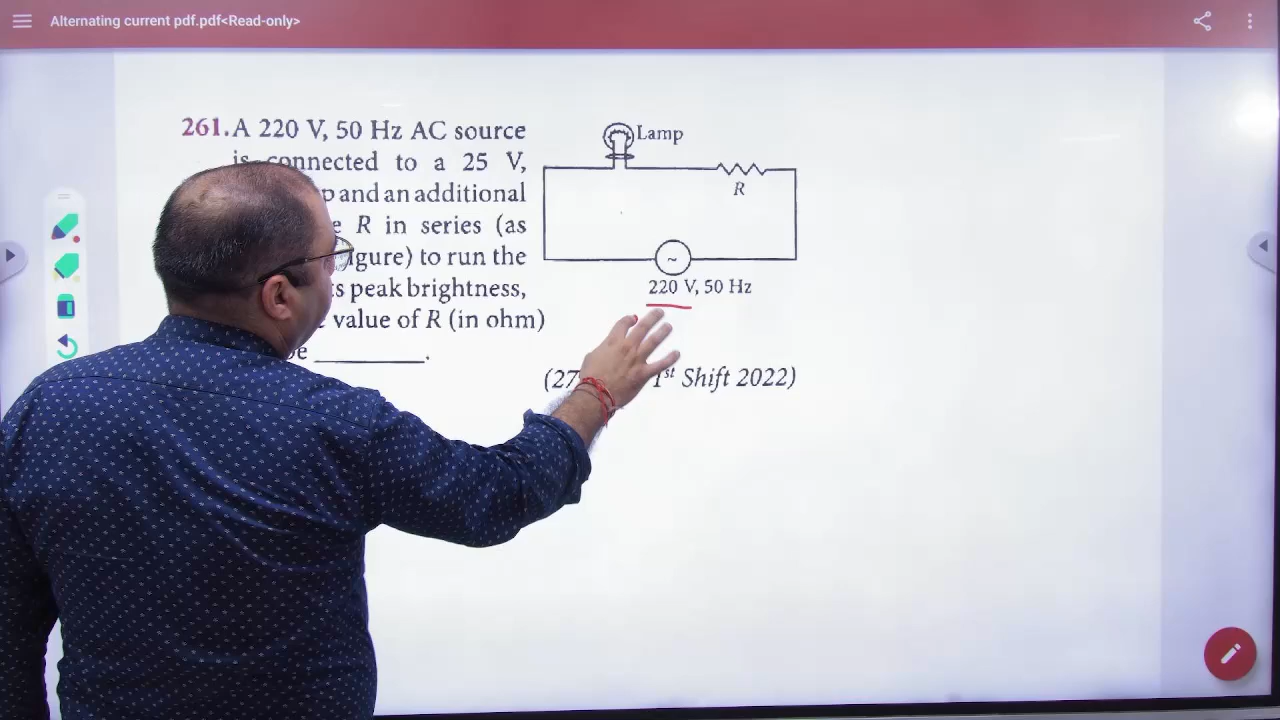 Alternating current pdf.pdf<Read-only>
261. A 220 V, 50 Hz AC source
is connected to a 25 V,
and an additional
R in series (as
to run the
peak brightness,
value of R (in ohm)
Lamp
R
~
220 V, 50 Hz
(27 1st Shift 2022)